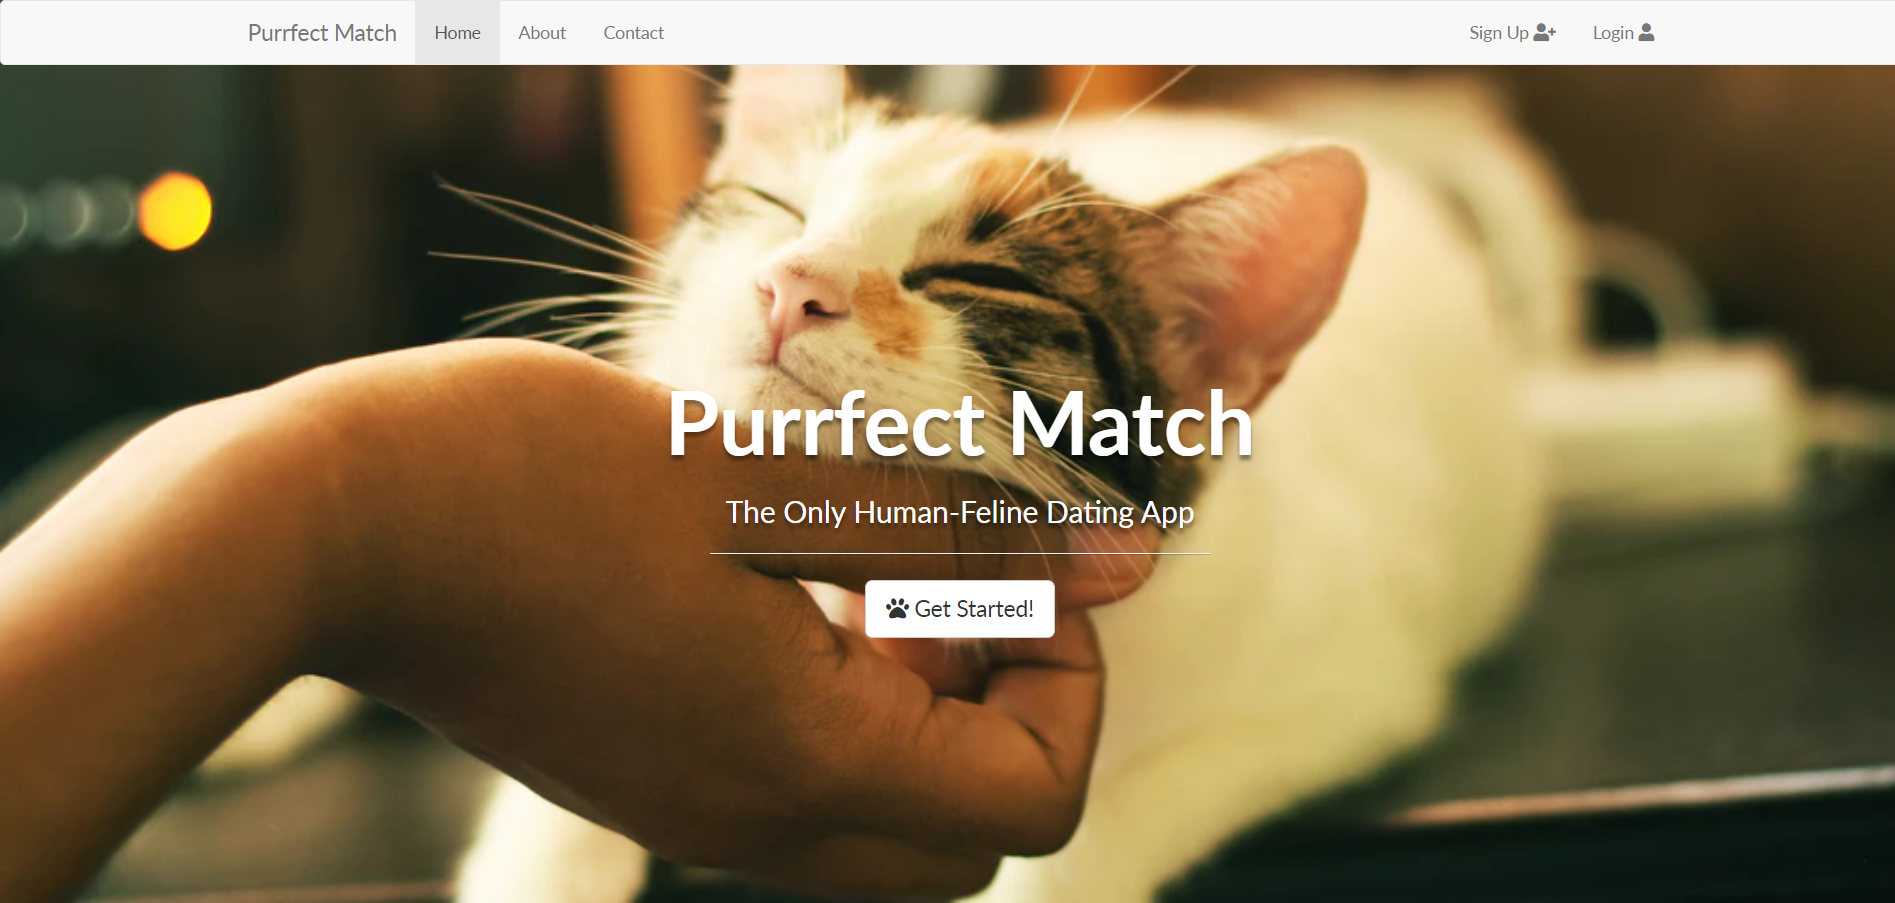 Purrfect Match Home About Contact Sign Up Login
Purrfect Match
The Only Human-Feline Dating App
Get Started!